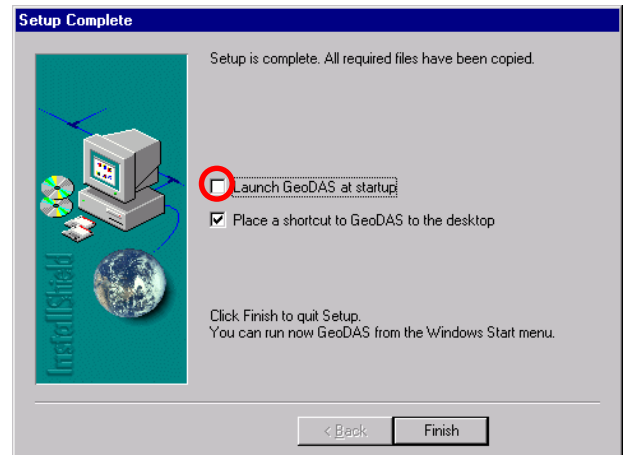 Setup Complete
Setup is complete. All required files have been copied.
Launch GeoDAS at startup
Place a shortcut to GeoDAS to the desktop
InstallShield
Click Finish to quit Setup.
You can run now GeoDAS from the Windows Start menu.
< Back
Finish